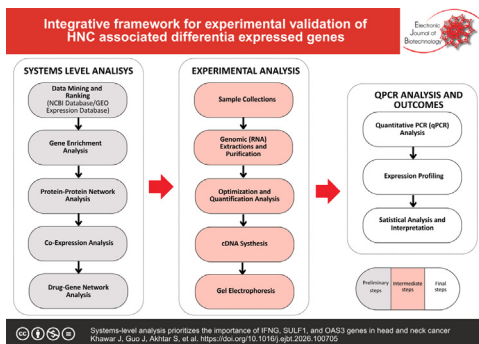 Integrative framework for experimental validation of
HNC associated differentia expressed genes
Electronic
Journal of
Biotechnology
SYSTEMS LEVEL ANALISYS
Data Mining and
Ranking
(NCBI Database/GEO
Expression Database)
Gene Enrichment
Analysis
Protein-Protein Network
Analysis
Co-Expression Analysis
Drug-Gene Network
Analysis
EXPERIMENTAL ANALYSIS
Sample Collections
Genomic (RNA)
Extractions and
Purification
Optimization and
Quantification Analysis
cDNA Systhesis
Gel Electrophoresis
QPCR ANALYSIS AND
OUTCOMES
Quantitative PCR (qPCR)
Analysis
Expression Profiling
Satistical Analysis and
Interpretation
Preliminary
steps
Intermediate
steps
Final
steps
Systems-level analysis prioritizes the importance of IFNG, SULF1, and OAS3 genes in head and neck cancer
Khawar J, Guo J, Akhtar S, et al. https://doi.org/10.1016/j.ejbt.2026.100705